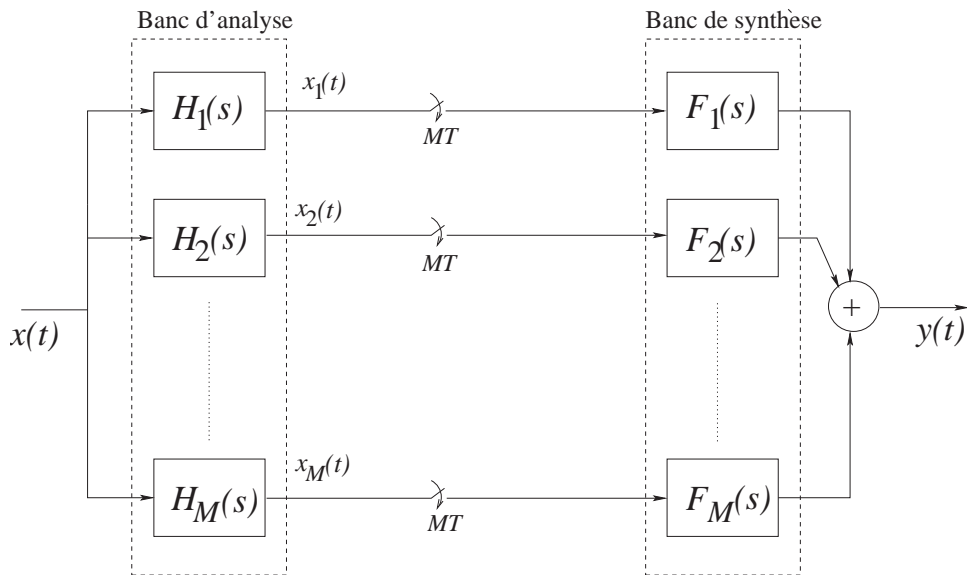 Banc d'analyse
Banc de synthèse
H1(s)
x1(t)
MT
F1(s)
H2(s)
x2(t)
MT
F2(s)
x(t)
+
y(t)
HM(s)
xM(t)
MT
FM(s)